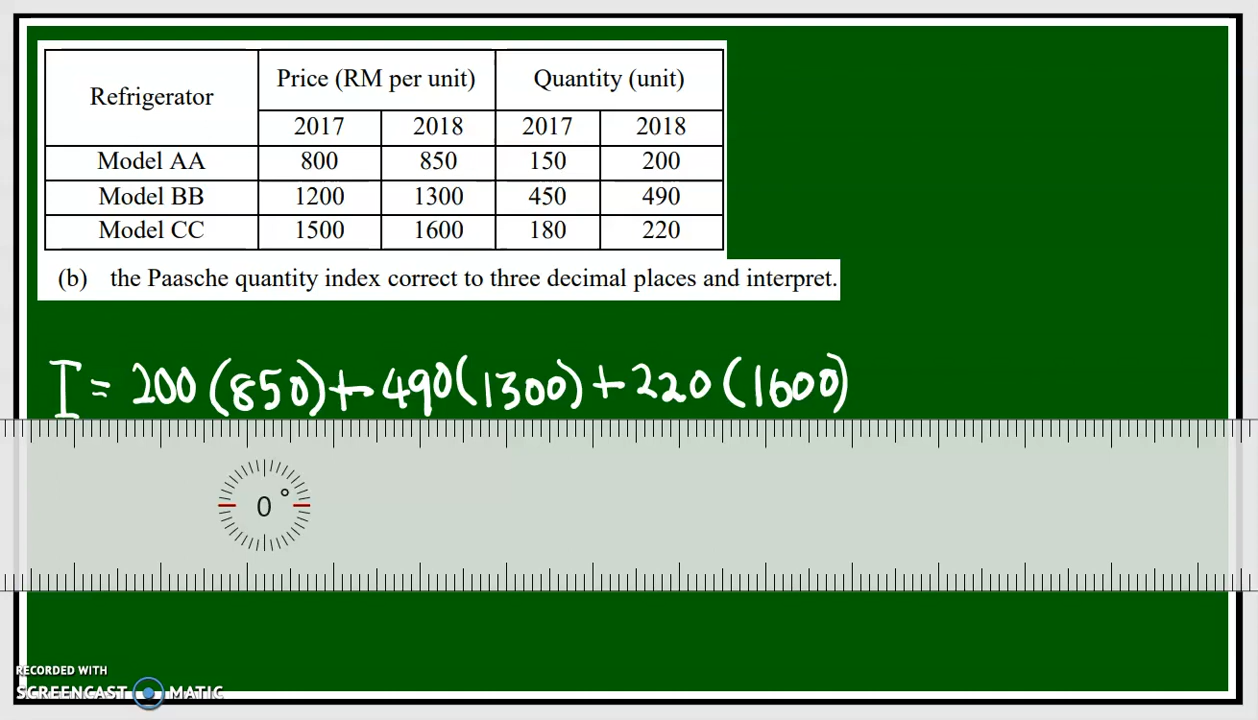 Refrigerator Price (RM per unit) Quantity (unit)
2017 2018 2017 2018
Model AA 800 850 150 200
Model BB 1200 1300 450 490
Model CC 1500 1600 180 220
(b) the Paasche quantity index correct to three decimal places and interpret.
I = 200 (850) + 490 (1300) + 220 (1600)
0°
RECORDED WITH
SCREENCAST MATIC